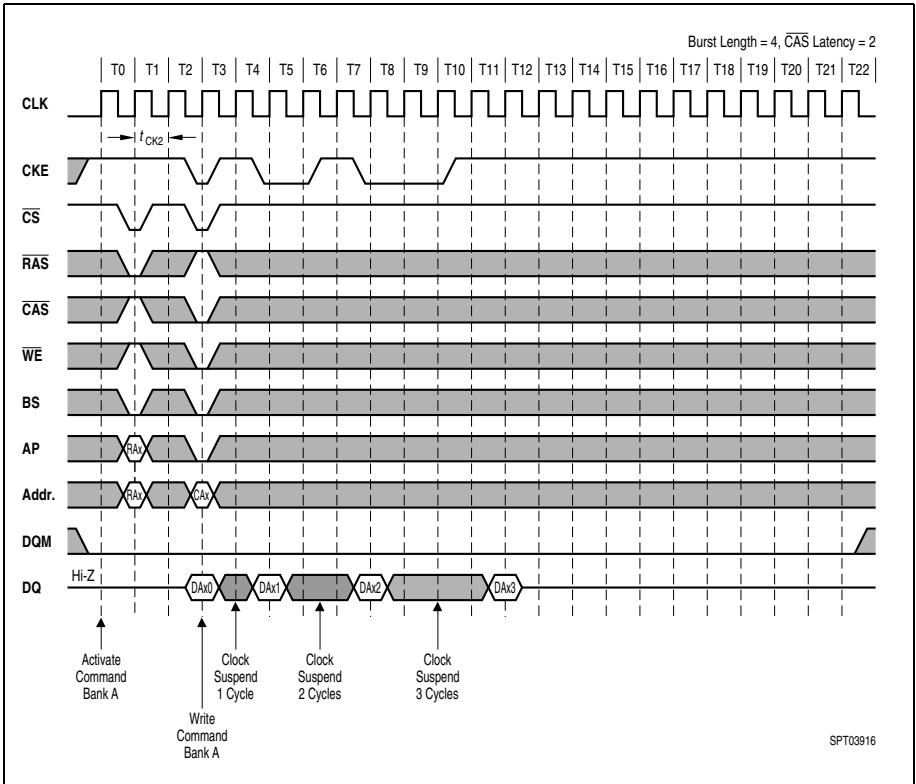 Burst Length = 4, CAS Latency = 2
T0 T1 T2 T3 T4 T5 T6 T7 T8 T9 T10 T11 T12 T13 T14 T15 T16 T17 T18 T19 T20 T21 T22
CLK
tCK2
CKE
CS
RAS
CAS
WE
BS
AP RAx
Addr. RAx CAx
DQM
Hi-Z
DQ DAx0 DAx1 DAx2 DAx3
Activate
Command
Bank A
Write
Command
Bank A
Clock
Suspend
1 Cycle
Clock
Suspend
2 Cycles
Clock
Suspend
3 Cycles
SPT03916